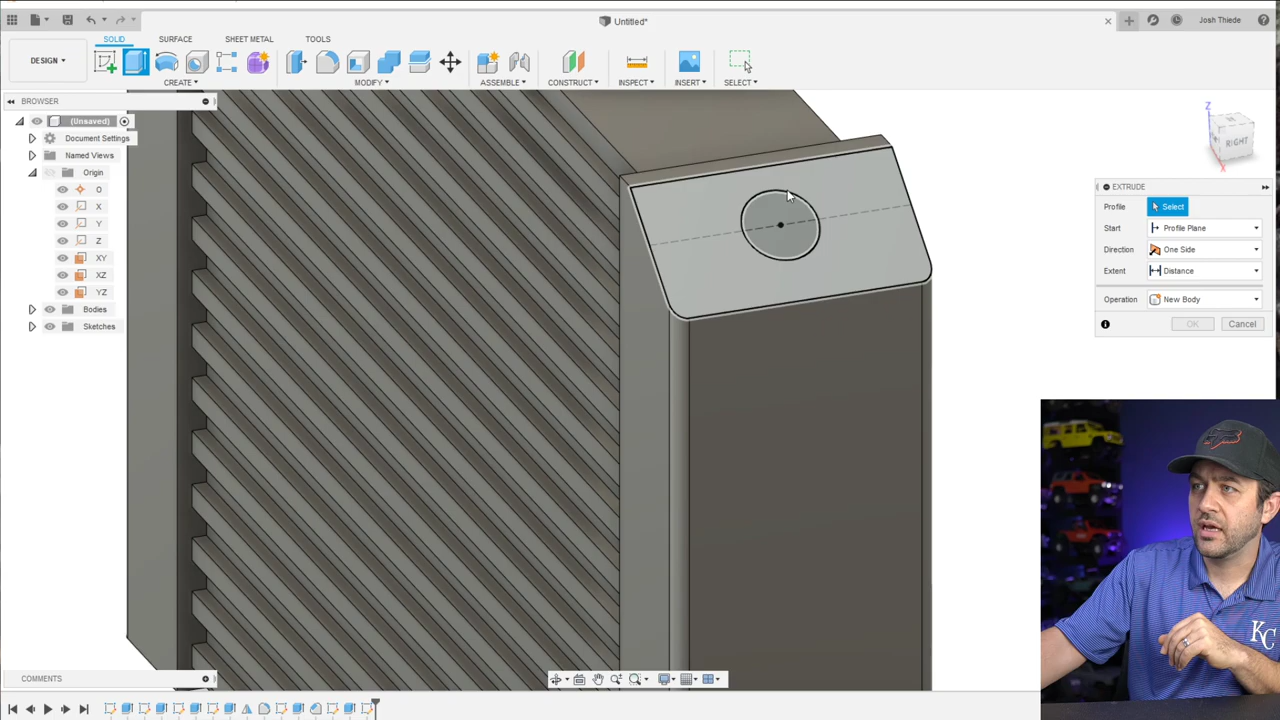 Untitled*
Josh Thiede
DESIGN
SOLID
SURFACE
SHEET METAL
TOOLS
CREATE
MODIFY
ASSEMBLE
CONSTRUCT
INSPECT
INSERT
SELECT
BROWSER
(Unsaved)
Document Settings
Named Views
Origin
O
X
Y
Z
XY
XZ
YZ
Bodies
Sketches
Z
RIGHT
X
EXTRUDE
Profile Select
Start Profile Plane
Direction One Side
Extent Distance
Operation New Body
OK Cancel
KC
COMMENTS